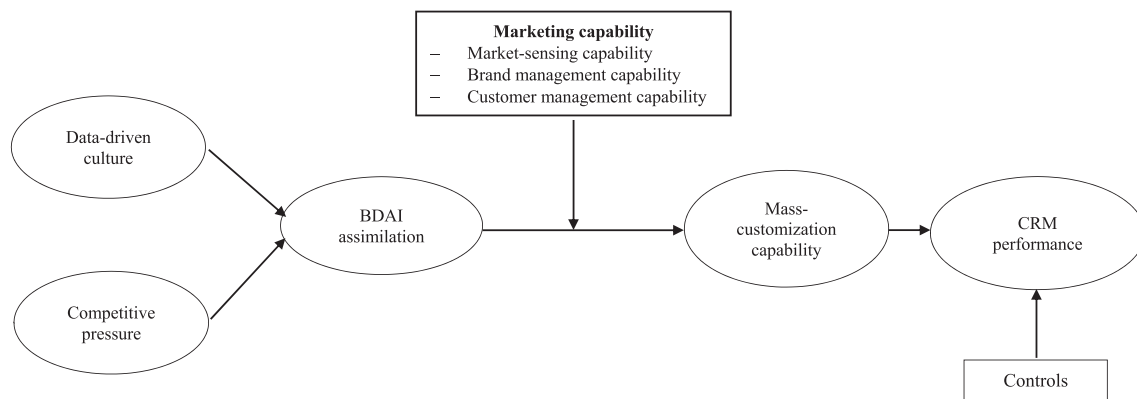 Marketing capability
– Market-sensing capability
– Brand management capability
– Customer management capability
Data-driven
culture
BDAI
assimilation
Mass-
customization
capability
CRM
performance
Competitive
pressure
Controls